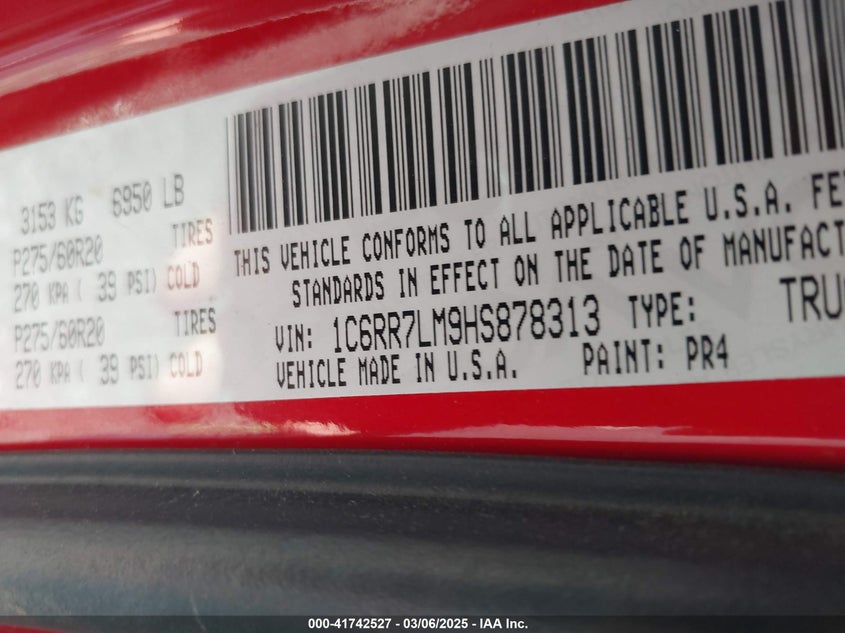 3153 KG 6950 LB
P275/60R20 TIRES
270 KPA ( 39 PSI) COLD
P275/60R20 TIRES
270 KPA ( 39 PSI) COLD
THIS VEHICLE CONFORMS TO ALL APPLICABLE U.S.A. FE
STANDARDS IN EFFECT ON THE DATE OF MANUFACT
VIN: 1C6RR7LM9HS878313 TYPE: TRU
VEHICLE MADE IN U.S.A. PAINT: PR4
000-41742527 - 03/06/2025 - IAA Inc.